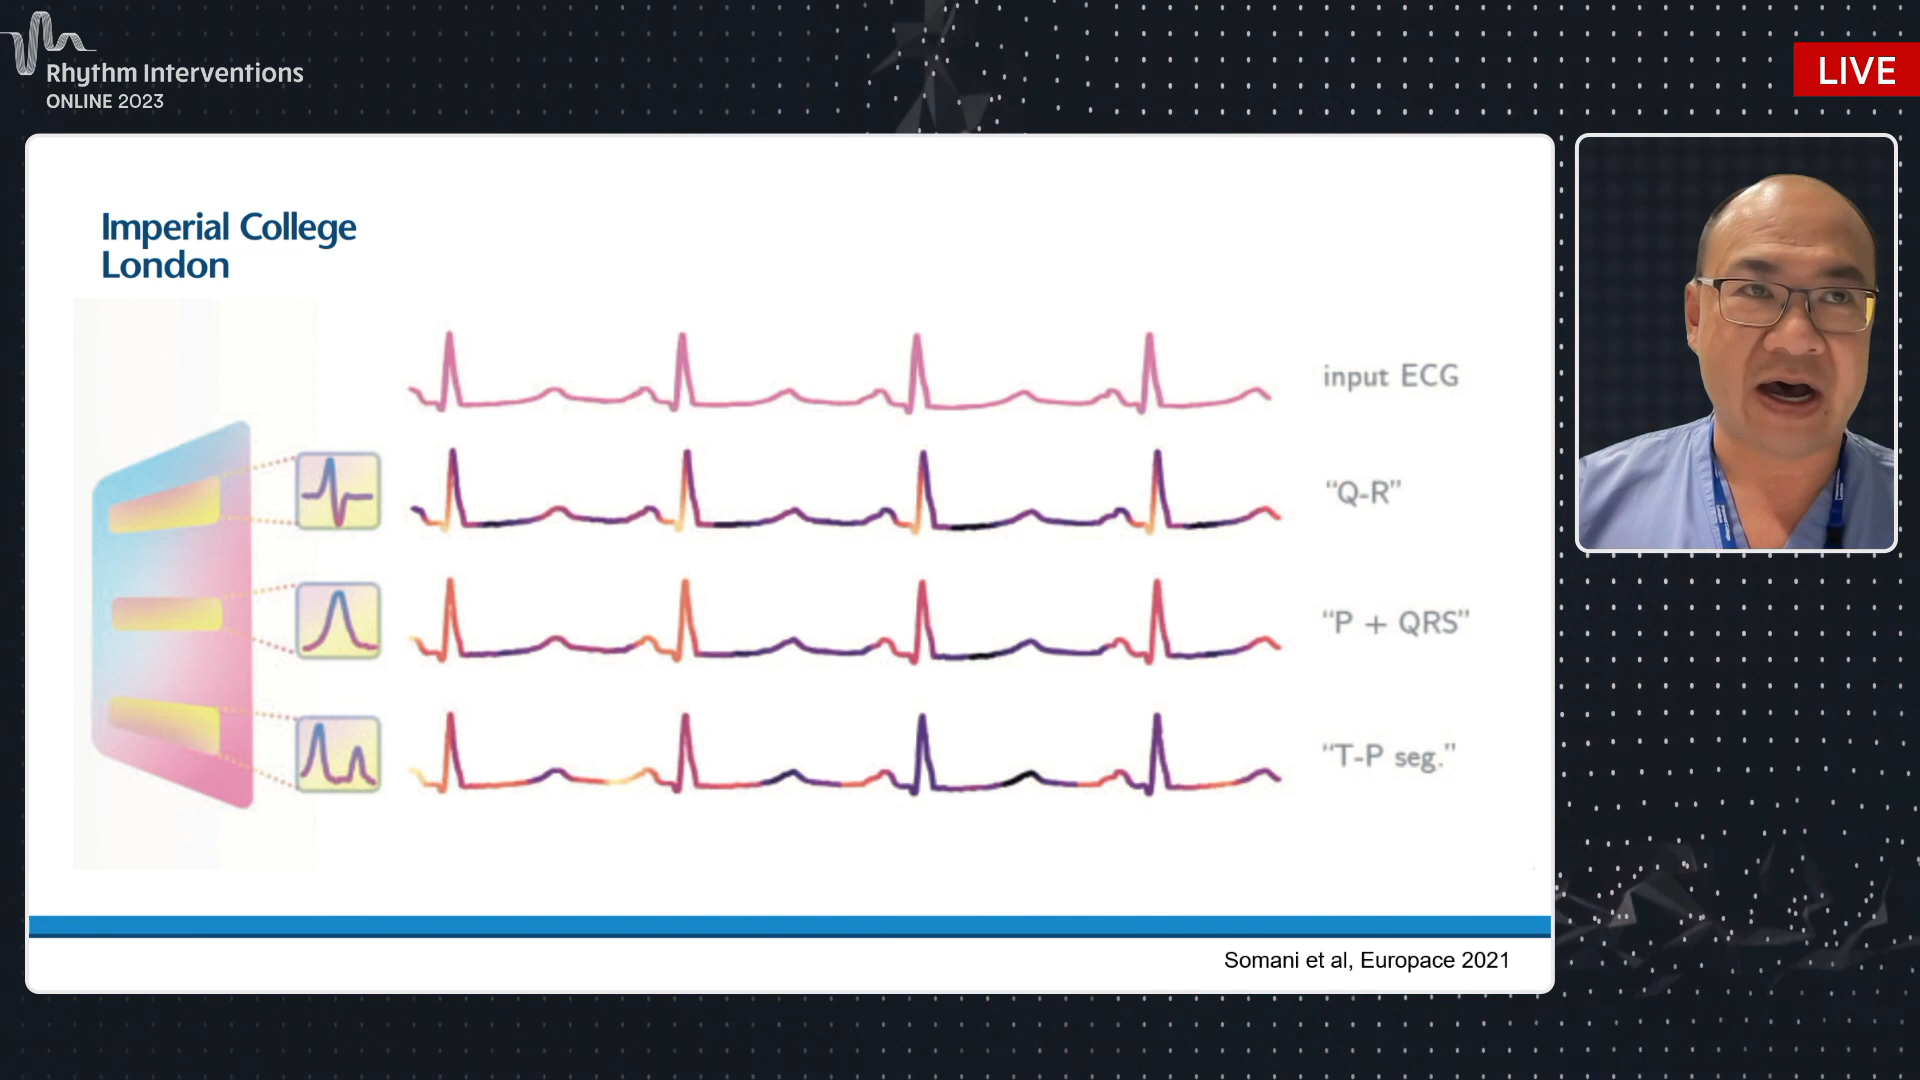 Rhythm Interventions
ONLINE 2023
LIVE
Imperial College
London
input ECG
“Q-R”
“P + QRS”
“T-P seg.”
Somani et al, Europace 2021